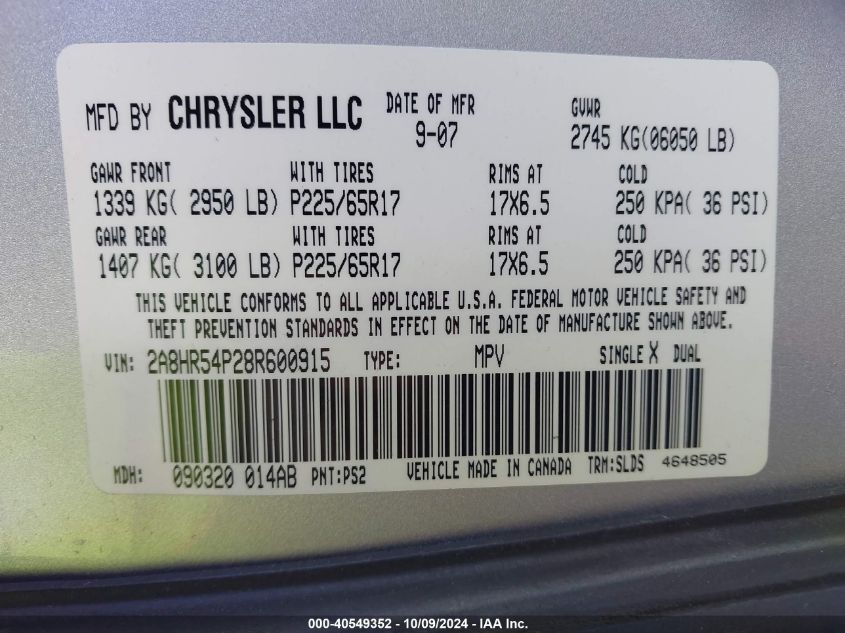 MFD BY CHRYSLER LLC DATE OF MFR 9-07 GVWR 2745 KG(06050 LB)
GAWR FRONT WITH TIRES RIMS AT COLD
1339 KG( 2950 LB) P225/65R17 17X6.5 250 KPA( 36 PSI)
GAWR REAR WITH TIRES RIMS AT COLD
1407 KG( 3100 LB) P225/65R17 17X6.5 250 KPA( 36 PSI)
THIS VEHICLE CONFORMS TO ALL APPLICABLE U.S.A. FEDERAL MOTOR VEHICLE SAFETY AND
THEFT PREVENTION STANDARDS IN EFFECT ON THE DATE OF MANUFACTURE SHOWN ABOVE.
VIN: 2A8HR54P28R600915 TYPE: MPV SINGLE X DUAL
MDH: 090320 014AB PNT:PS2 VEHICLE MADE IN CANADA TRM:SLDS 4648505
000-40549352 - 10/09/2024 - IAA Inc.